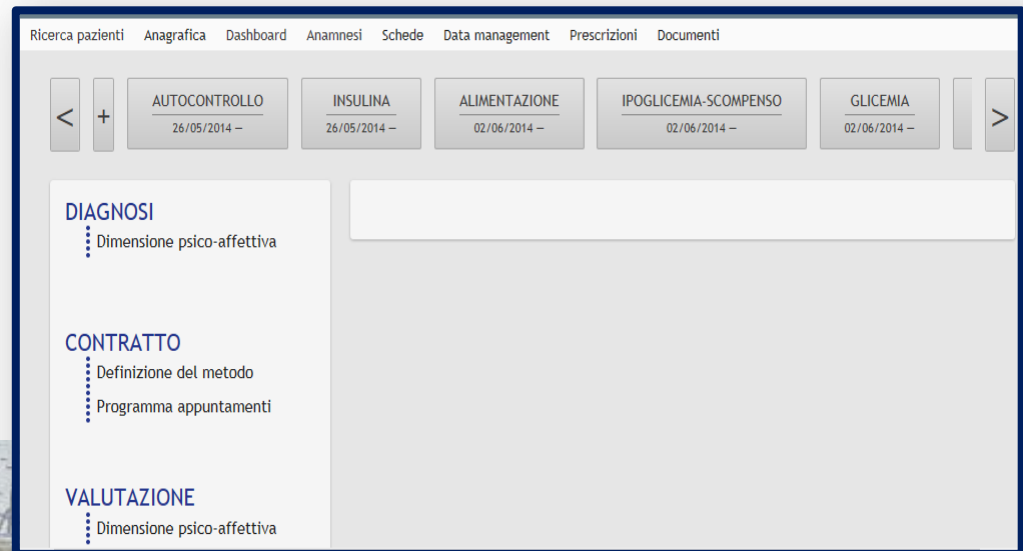 Ricerca pazienti Anagrafica Dashboard Anamnesi Schede Data management Prescrizioni Documenti
< + AUTOCONTROLLO INSULINA ALIMENTAZIONE IPOGLICEMIA-SCOMPENSO GLICEMIA >
26/05/2014 — 26/05/2014 — 02/06/2014 — 02/06/2014 — 02/06/2014 —
DIAGNOSI
Dimensione psico-affettiva
CONTRATTO
Definizione del metodo
Programma appuntamenti
VALUTAZIONE
Dimensione psico-affettiva